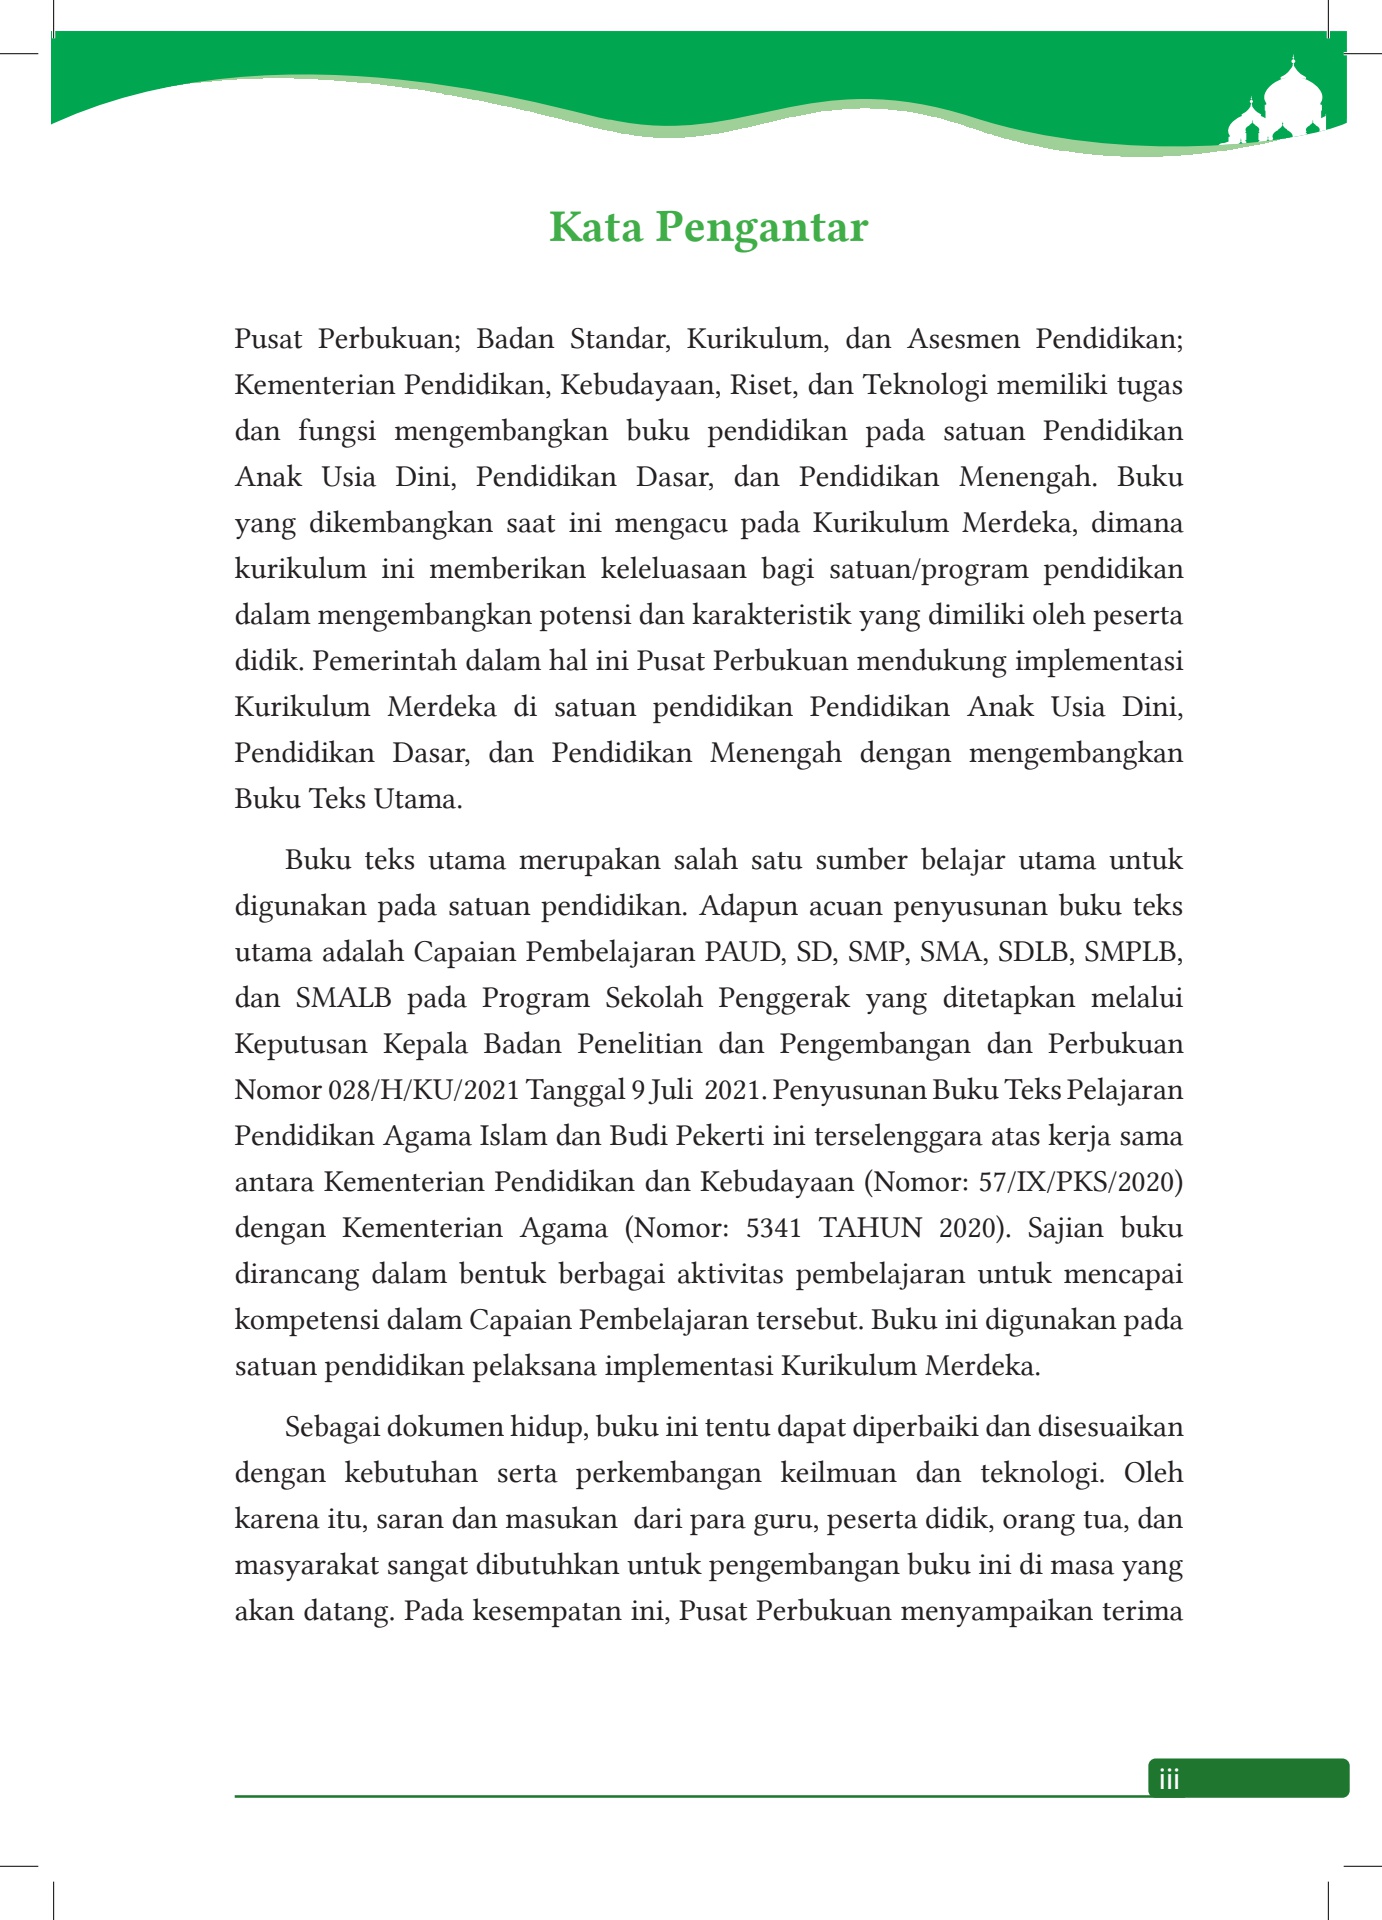 Kata Pengantar
Pusat Perbukuan; Badan Standar, Kurikulum, dan Asesmen Pendidikan;
Kementerian Pendidikan, Kebudayaan, Riset, dan Teknologi memiliki tugas
dan fungsi mengembangkan buku pendidikan pada satuan Pendidikan
Anak Usia Dini, Pendidikan Dasar, dan Pendidikan Menengah. Buku
yang dikembangkan saat ini mengacu pada Kurikulum Merdeka, dimana
kurikulum ini memberikan keleluasaan bagi satuan/program pendidikan
dalam mengembangkan potensi dan karakteristik yang dimiliki oleh peserta
didik. Pemerintah dalam hal ini Pusat Perbukuan mendukung implementasi
Kurikulum Merdeka di satuan pendidikan Pendidikan Anak Usia Dini,
Pendidikan Dasar, dan Pendidikan Menengah dengan mengembangkan
Buku Teks Utama.
Buku teks utama merupakan salah satu sumber belajar utama untuk
digunakan pada satuan pendidikan. Adapun acuan penyusunan buku teks
utama adalah Capaian Pembelajaran PAUD, SD, SMP, SMA, SDLB, SMPLB,
dan SMALB pada Program Sekolah Penggerak yang ditetapkan melalui
Keputusan Kepala Badan Penelitian dan Pengembangan dan Perbukuan
Nomor 028/H/KU/2021 Tanggal 9 Juli 2021. Penyusunan Buku Teks Pelajaran
Pendidikan Agama Islam dan Budi Pekerti ini terselenggara atas kerja sama
antara Kementerian Pendidikan dan Kebudayaan (Nomor: 57/IX/PKS/2020)
dengan Kementerian Agama (Nomor: 5341 TAHUN 2020). Sajian buku
dirancang dalam bentuk berbagai aktivitas pembelajaran untuk mencapai
kompetensi dalam Capaian Pembelajaran tersebut. Buku ini digunakan pada
satuan pendidikan pelaksana implementasi Kurikulum Merdeka.
Sebagai dokumen hidup, buku ini tentu dapat diperbaiki dan disesuaikan
dengan kebutuhan serta perkembangan keilmuan dan teknologi. Oleh
karena itu, saran dan masukan dari para guru, peserta didik, orang tua, dan
masyarakat sangat dibutuhkan untuk pengembangan buku ini di masa yang
akan datang. Pada kesempatan ini, Pusat Perbukuan menyampaikan terima
iii